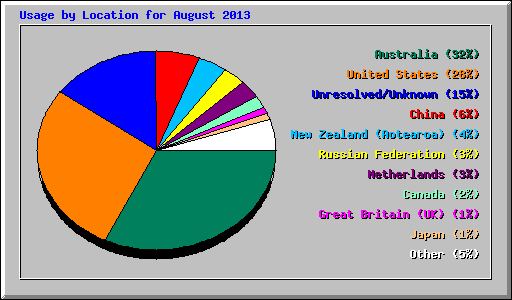 Usage by Location for August 2013
Australia (32%)
United States (28%)
Unresolved/Unknown (15%)
China (6%)
New Zealand (Aotearoa) (4%)
Russian Federation (3%)
Netherlands (3%)
Canada (2%)
Great Britain (UK) (1%)
Japan (1%)
Other (5%)